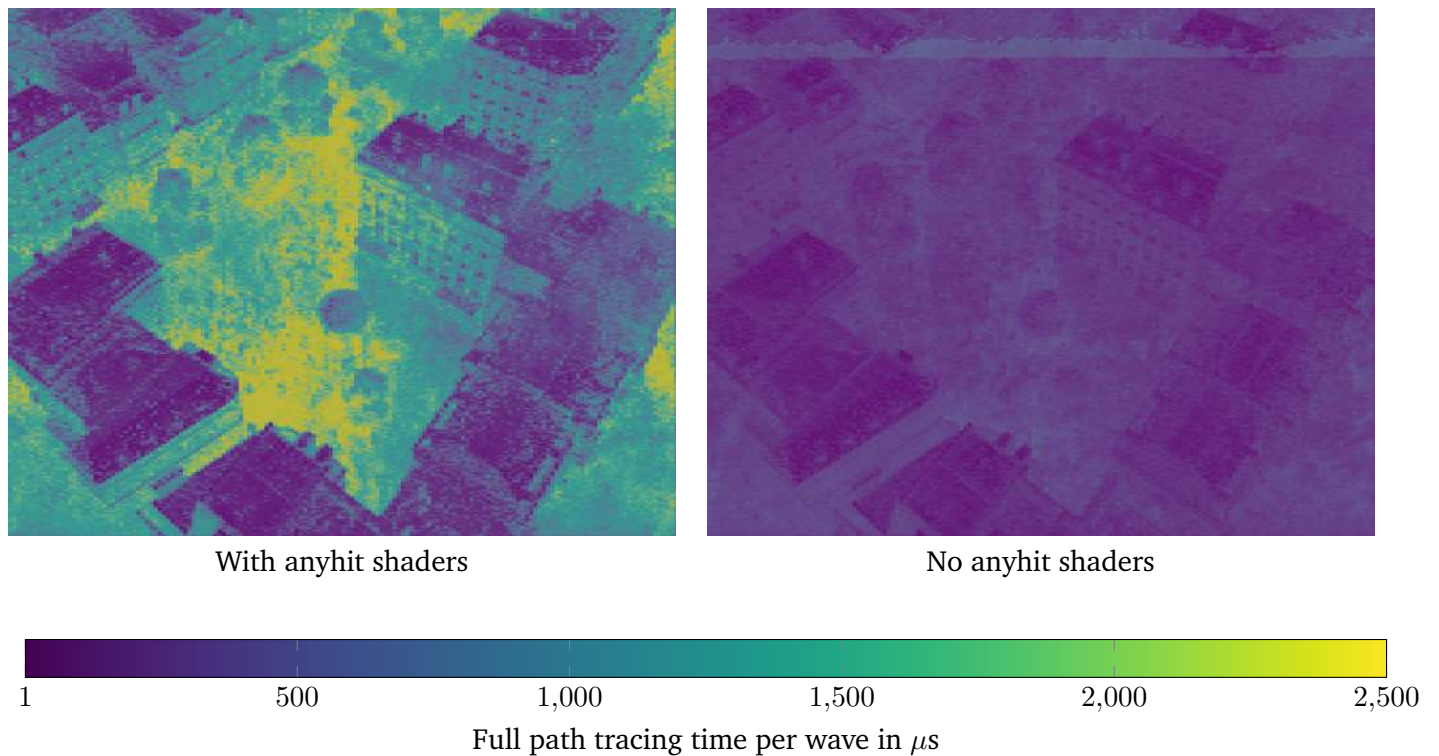 With anyhit shaders
No anyhit shaders
1 500 1,000 1,500 2,000 2,500
Full path tracing time per wave in μs